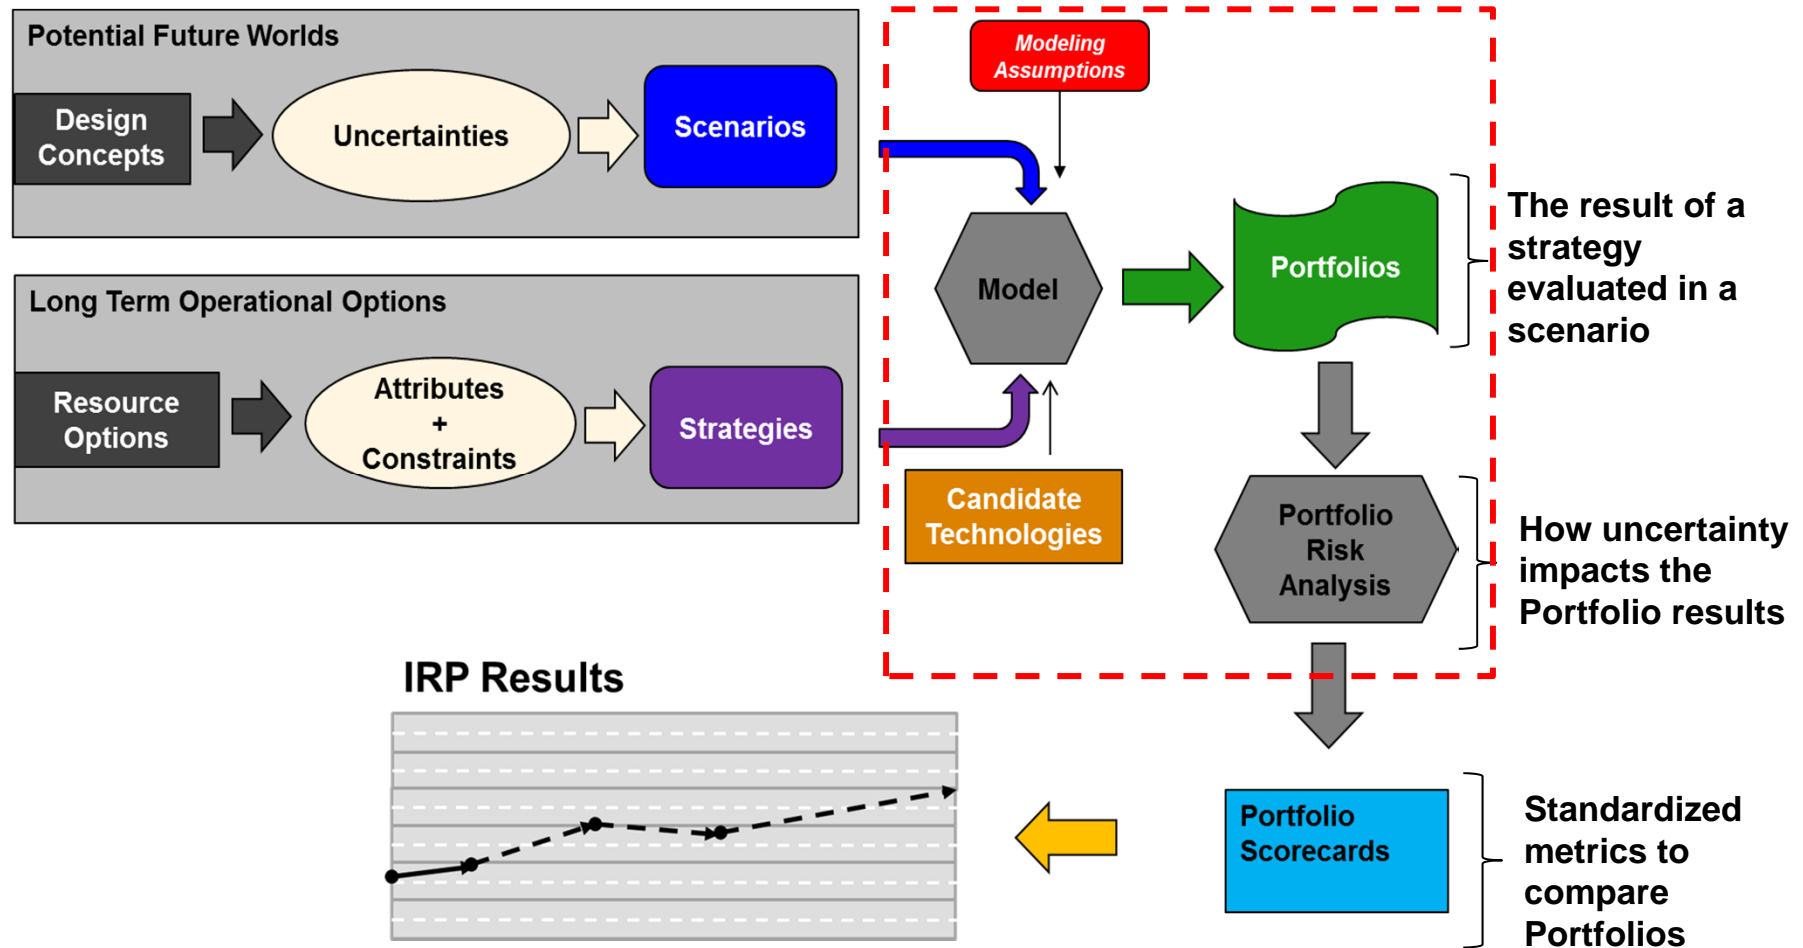 Potential Future Worlds
Design
Concepts
Uncertainties
Scenarios
Long Term Operational Options
Resource
Options
Attributes
+
Constraints
Strategies
Modeling
Assumptions
Model
Candidate
Technologies
Portfolios
The result of a
strategy
evaluated in a
scenario
Portfolio
Risk
Analysis
How uncertainty
impacts the
Portfolio results
Portfolio
Scorecards
Standardized
metrics to
compare
Portfolios
IRP Results